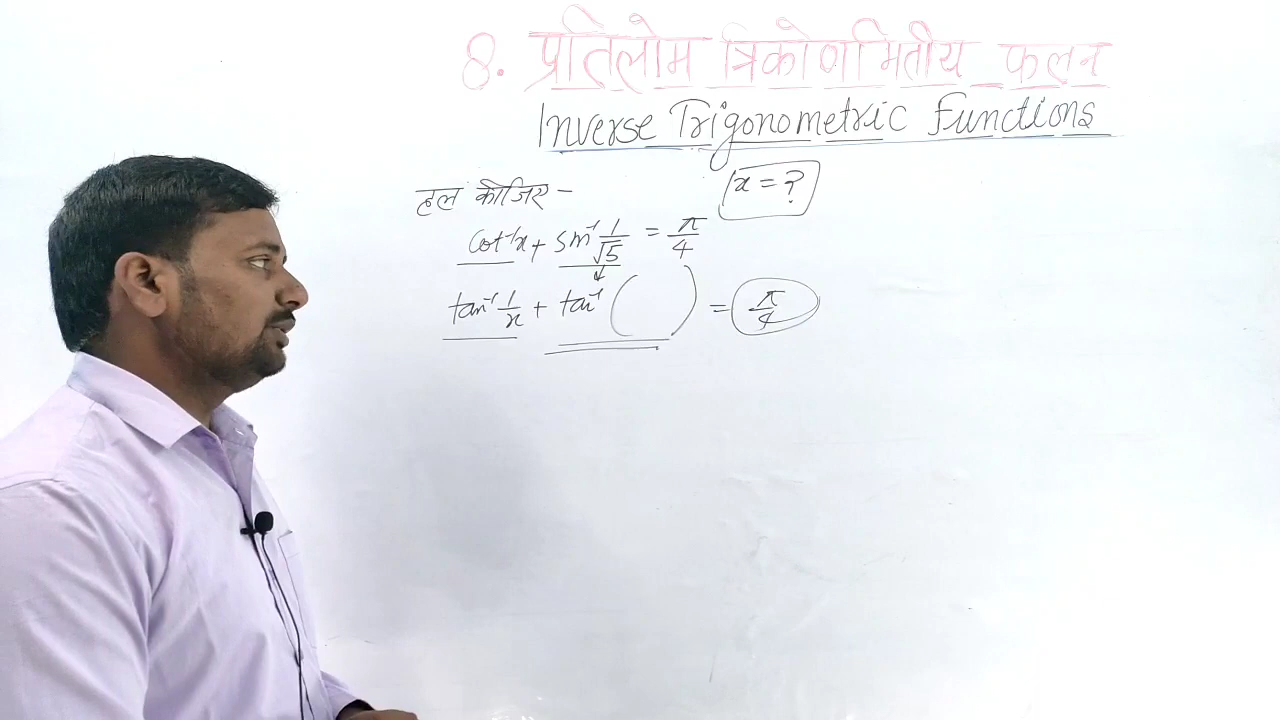 8. प्रतिलोम त्रिकोणमितीय फलन
Inverse Trigonometric Functions
हल कीजिए -
x = ?
cot⁻¹x + sin⁻¹ 1/√5 = π/4
tan⁻¹ 1/x + tan⁻¹ ( ) = π/4